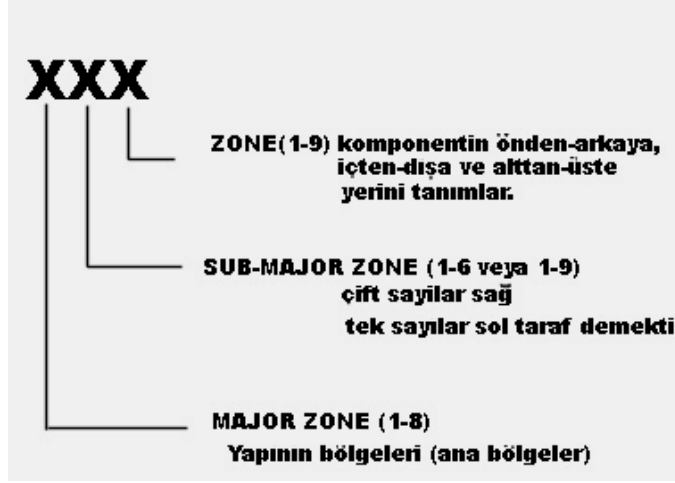 XXX
ZONE(1-9) komponentin önden-arkaya,
içten-dışa ve alttan-üste
yerini tanımlar.
SUB-MAJOR ZONE (1-6 veya 1-9)
çift sayilar sağ
tek sayılar sol taraf demekti
MAJOR ZONE (1-8)
Yapının bölgeleri (ana bölgeler)